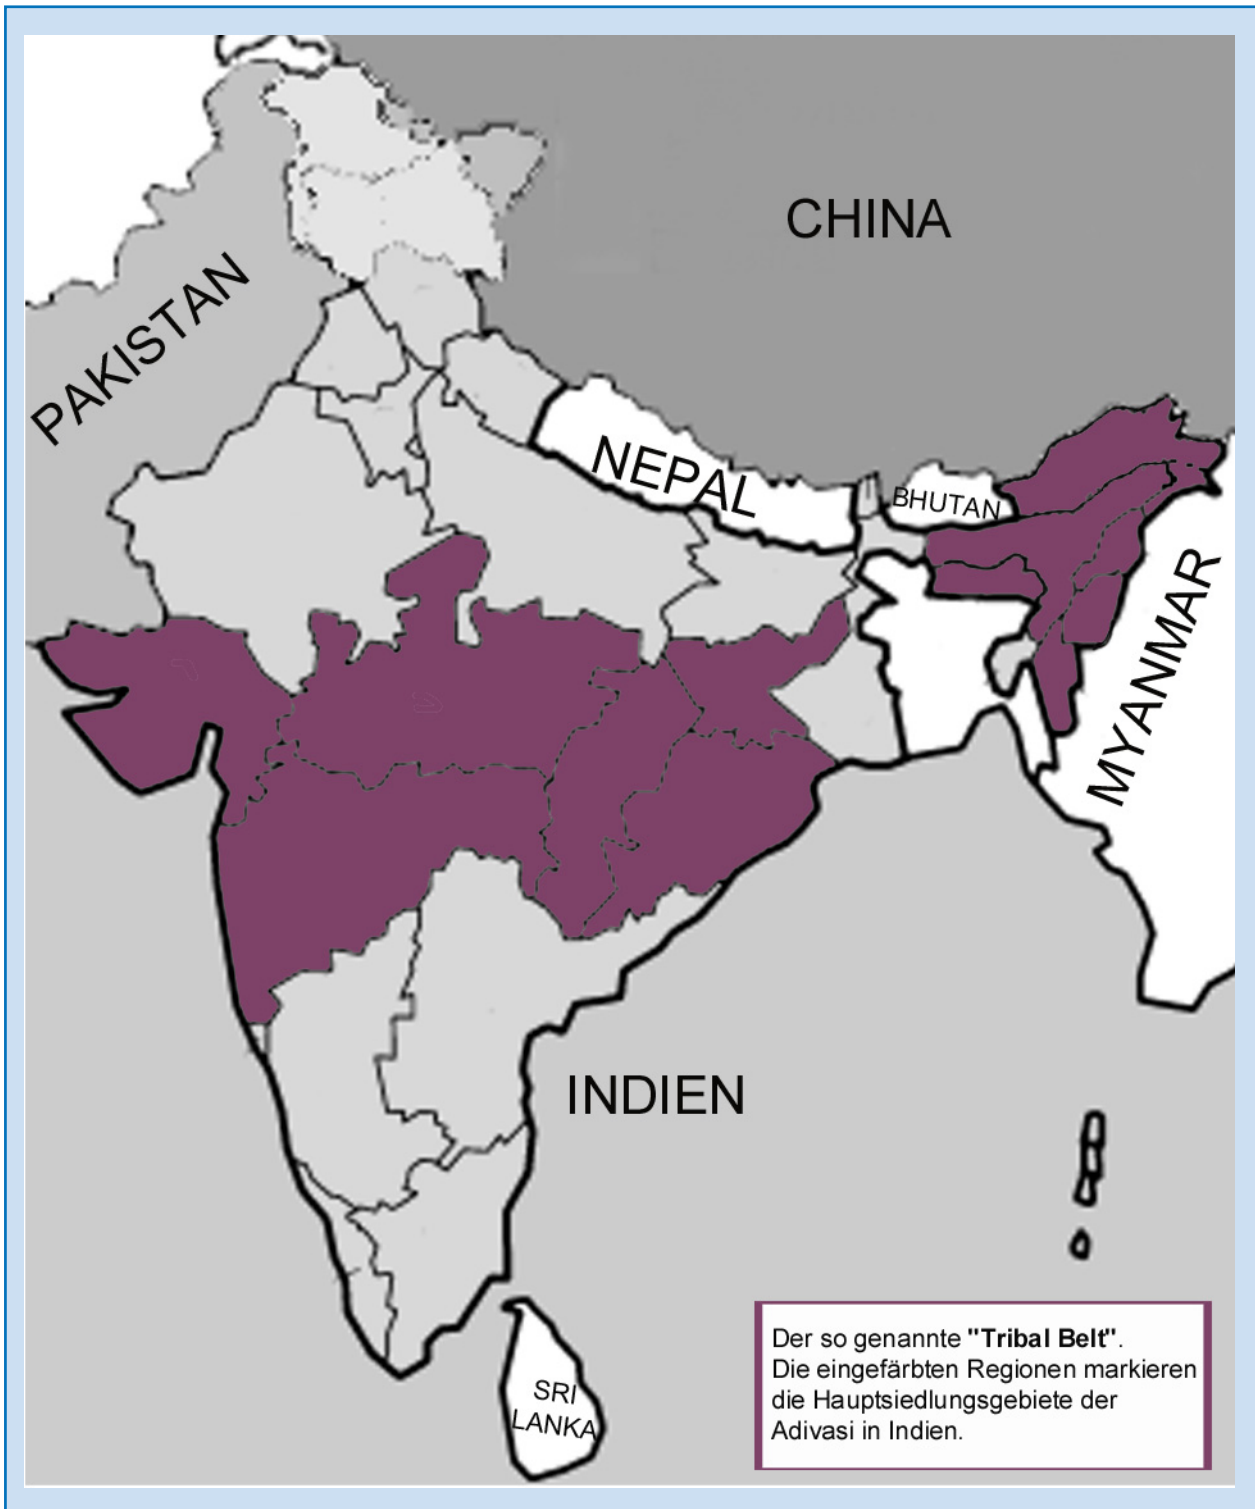 CHINA
PAKISTAN
NEPAL
BHUTAN
MYANMAR
INDIEN
SRI
LANKA
Der so genannte "Tribal Belt".
Die eingefärbten Regionen markieren
die Hauptsiedlungsgebiete der
Adivasi in Indien.